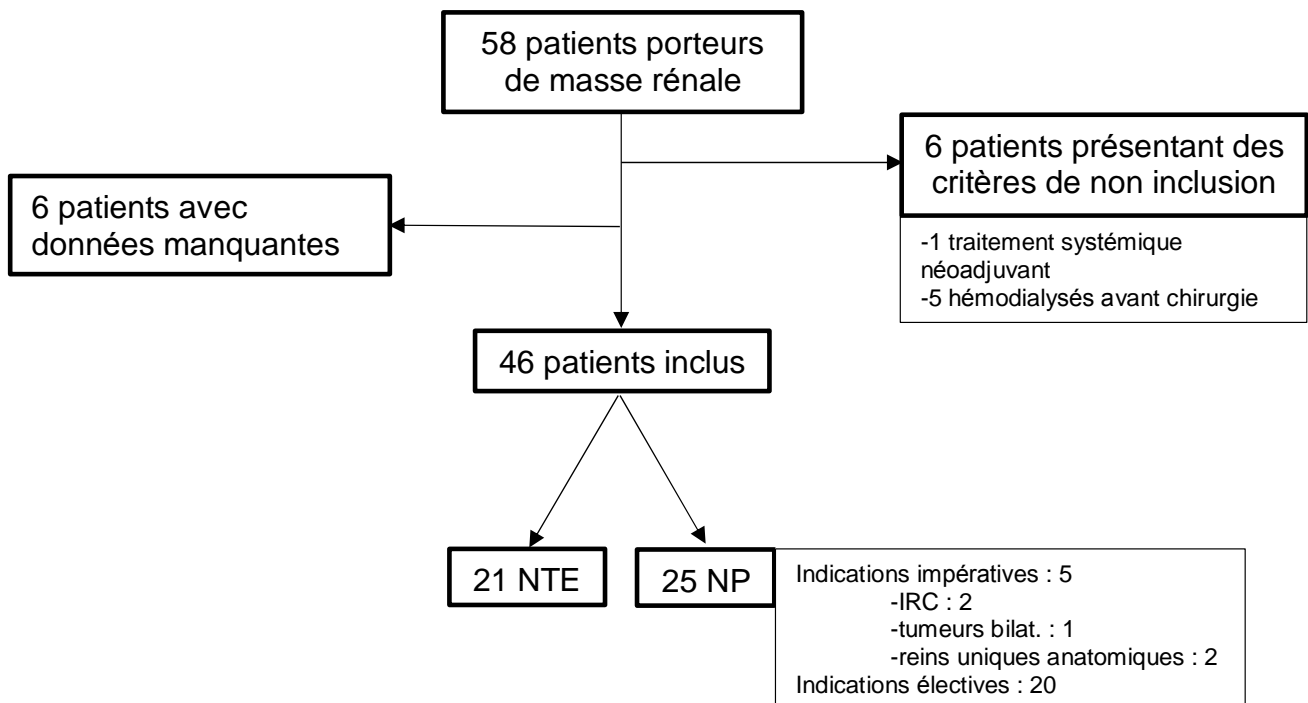 58 patients porteurs
de masse rénale
6 patients présentant des
critères de non inclusion
-1 traitement systémique
néoadjuvant
-5 hémodialysés avant chirurgie
6 patients avec
données manquantes
46 patients inclus
21 NTE
25 NP
Indications impératives : 5
-IRC : 2
-tumeurs bilat. : 1
-reins uniques anatomiques : 2
Indications électives : 20